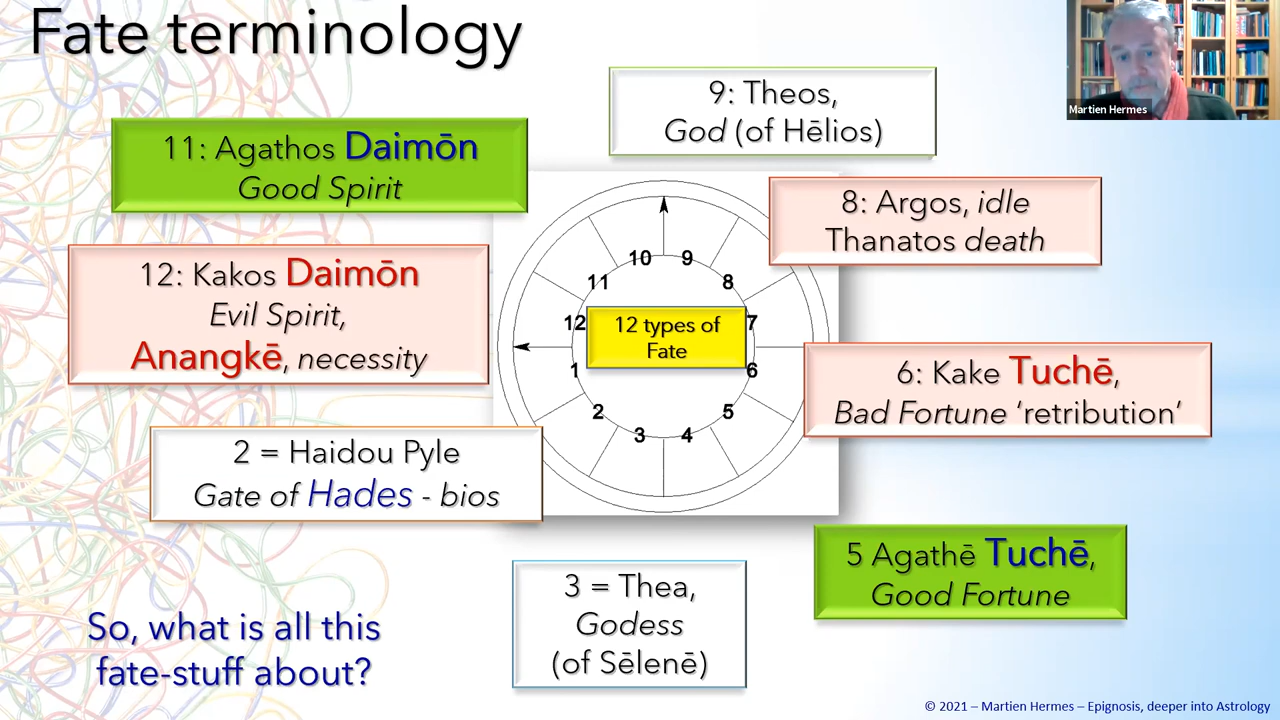 Fate terminology
Martien Hermes
9: Theos,
God (of Hēlios)
11: Agathos Daimōn
Good Spirit
8: Argos, idle
Thanatos death
12: Kakos Daimōn
Evil Spirit,
Anangkē, necessity
10 9
11 8
12 7
12 types of
Fate
1 6
2 5
3 4
6: Kake Tuchē,
Bad Fortune ‘retribution’
2 = Haidou Pyle
Gate of Hades - bios
5 Agathē Tuchē,
Good Fortune
3 = Thea,
Godess
(of Sēlenē)
So, what is all this
fate-stuff about?
© 2021 – Martien Hermes – Epignosis, deeper into Astrology